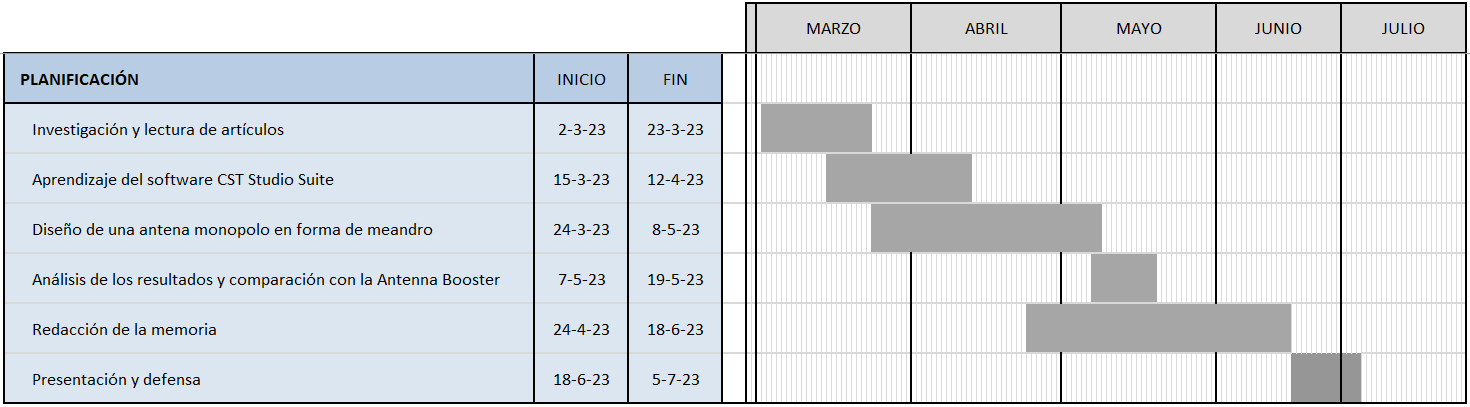 MARZO ABRIL MAYO JUNIO JULIO
PLANIFICACIÓN INICIO FIN
Investigación y lectura de artículos 2-3-23 23-3-23
Aprendizaje del software CST Studio Suite 15-3-23 12-4-23
Diseño de una antena monopolo en forma de meandro 24-3-23 8-5-23
Análisis de los resultados y comparación con la Antenna Booster 7-5-23 19-5-23
Redacción de la memoria 24-4-23 18-6-23
Presentación y defensa 18-6-23 5-7-23